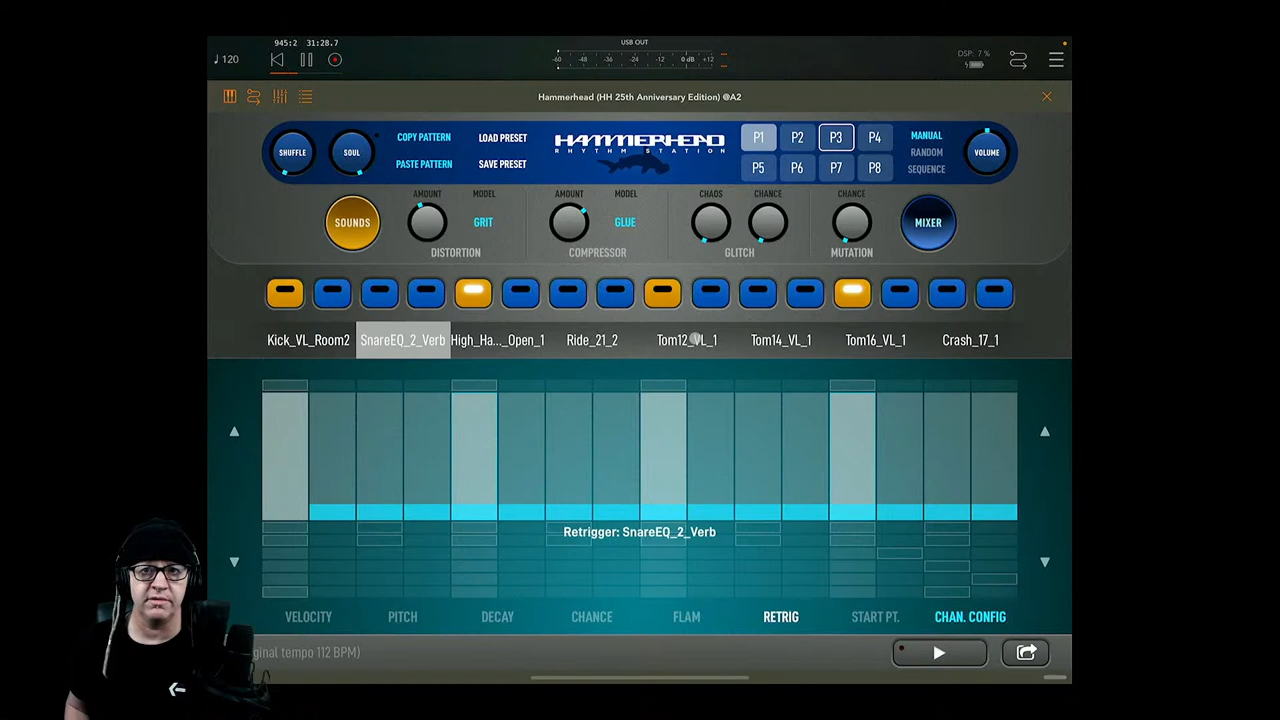 945:2 31:28.7
USB OUT
♩120
-60 -48 -36 -24 -12 0 dB +12
DSP: 7 %
Hammerhead (HH 25th Anniversary Edition) @A2
SHUFFLE
SOUL
COPY PATTERN
LOAD PRESET
PASTE PATTERN
SAVE PRESET
HAMMERHEAD
RHYTHM STATION
P1 P2 P3 P4
P5 P6 P7 P8
MANUAL
RANDOM
SEQUENCE
VOLUME
SOUNDS
AMOUNT MODEL
GRIT
DISTORTION
AMOUNT MODEL
GLUE
COMPRESSOR
CHAOS CHANCE
GLITCH
CHANCE
MUTATION
MIXER
Kick_VL_Room2 SnareEQ_2_Verb High_Ha..._Open_1 Ride_21_2 Tom12_VL_1 Tom14_VL_1 Tom16_VL_1 Crash_17_1
Retrigger: SnareEQ_2_Verb
VELOCITY PITCH DECAY CHANCE FLAM RETRIG START PT. CHAN. CONFIG
ginal tempo 112 BPM)